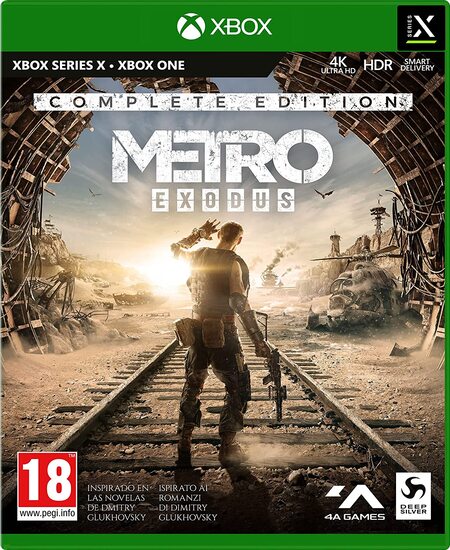 XBOX
SERIES X
XBOX SERIES X • XBOX ONE
4K
ULTRA HD
HDR
SMART
DELIVERY
COMPLETE EDITION
METRO
EXODUS
18
www.pegi.info
INSPIRADO EN
LAS NOVELAS
DE DMITRY
GLUKHOVSKY
ISPIRATO AI
ROMANZI
DI DIMITRY
GLUKHOVSKY
4A GAMES
DEEP
SILVER